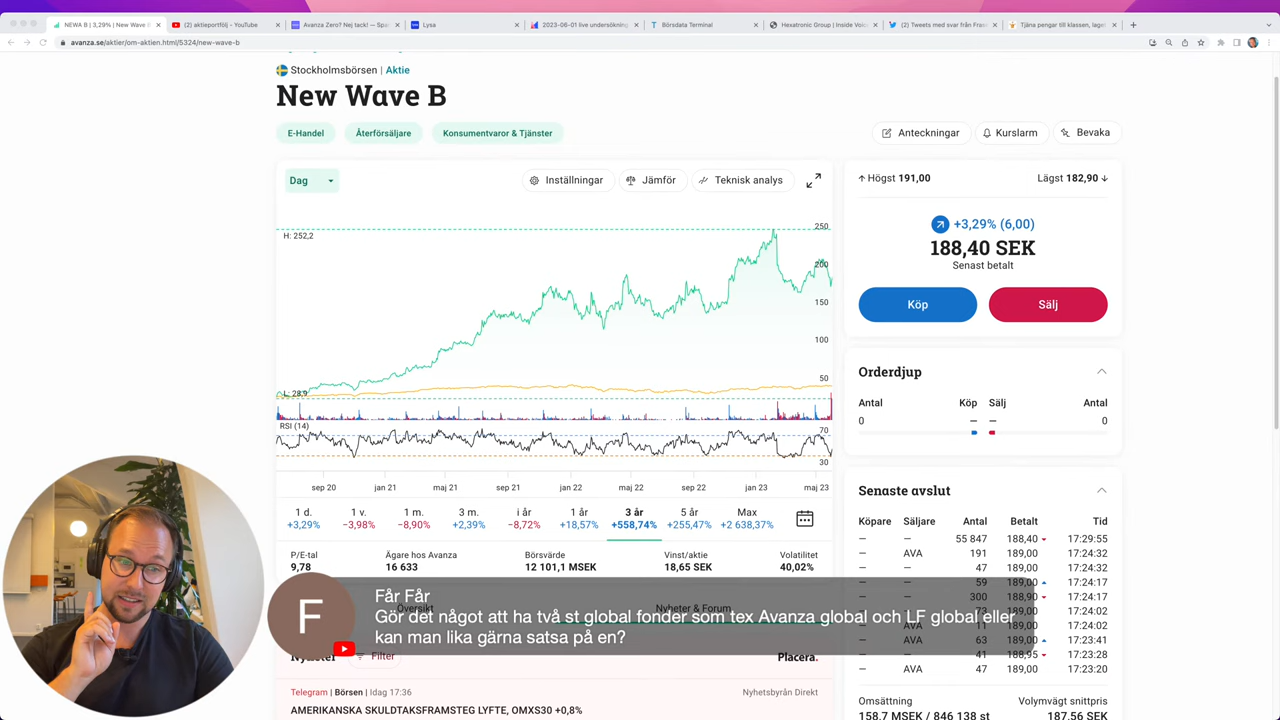 NEWA B | 3,29% | New Wave B
(2) aktieportfölj - YouTube
Avanza Zero? Nej tack! — Spar
Lysa
2023-06-01 live undersökning
Börsdata Terminal
Hexatronic Group | Inside Voic
(2) Tweets med svar från Fras
Tjäna pengar till klassen, laget
avanza.se/aktier/om-aktien.html/5324/new-wave-b
Stockholmsbörsen | Aktie
New Wave B
E-Handel
Återförsäljare
Konsumentvaror & Tjänster
Anteckningar
Kurslarm
Bevaka
Dag
Inställningar
Jämför
Teknisk analys
H: 252,2
250
200
150
100
50
L: 28,9
RSI (14)
70
30
sep 20 jan 21 maj 21 sep 21 jan 22 maj 22 sep 22 jan 23 maj 23
1 d. 1 v. 1 m. 3 m. i år 1 år 3 år 5 år Max
+3,29% −3,98% −8,90% +2,39% −8,72% +18,57% +558,74% +255,47% +2 638,37%
P/E-tal Ägare hos Avanza Börsvärde Vinst/aktie Volatilitet
9,78 16 633 12 101,1 MSEK 18,65 SEK 40,02%
Översikt Nyheter & Forum
F
Får Får
Gör det något att ha två st global fonder som tex Avanza global och LF global eller
kan man lika gärna satsa på en?
Nyheter Filter Placera.
Telegram | Börsen | Idag 17:36 Nyhetsbyrån Direkt
AMERIKANSKA SKULDTAKSFRAMSTEG LYFTE, OMXS30 +0,8%
Högst 191,00 Lägst 182,90
+3,29% (6,00)
188,40 SEK
Senast betalt
Köp Sälj
Orderdjup
Antal Köp Sälj Antal
0 — — 0
Senaste avslut
Köpare Säljare Antal Betalt Tid
— — 55 847 188,40 17:29:55
— AVA 191 189,00 17:24:32
— — 47 189,00 17:24:32
— — 59 189,00 17:24:17
— — 300 188,90 17:24:17
— AVA 11 189,00 17:24:02
— AVA 63 189,00 17:23:41
— — 41 188,95 17:23:28
— AVA 47 189,00 17:23:20
Omsättning Volymvägt snittpris
158,7 MSEK / 846 138 st 187,56 SEK